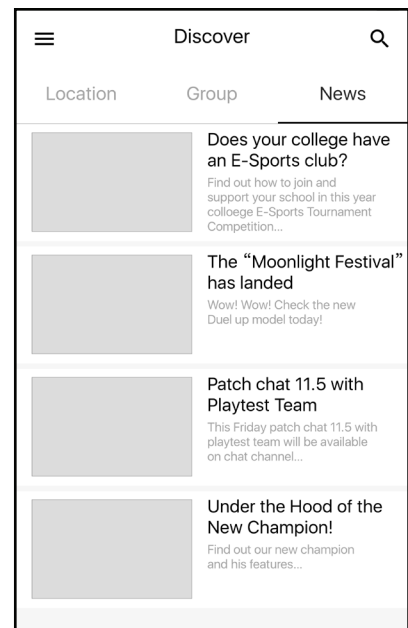 Discover
Location Group News
Does your college have
an E-Sports club?
Find out how to join and
support your school in this year
colloege E-Sports Tournament
Competition...
The “Moonlight Festival”
has landed
Wow! Wow! Check the new
Duel up model today!
Patch chat 11.5 with
Playtest Team
This Friday patch chat 11.5 with
playtest team will be available
on chat channel...
Under the Hood of the
New Champion!
Find out our new champion
and his features...